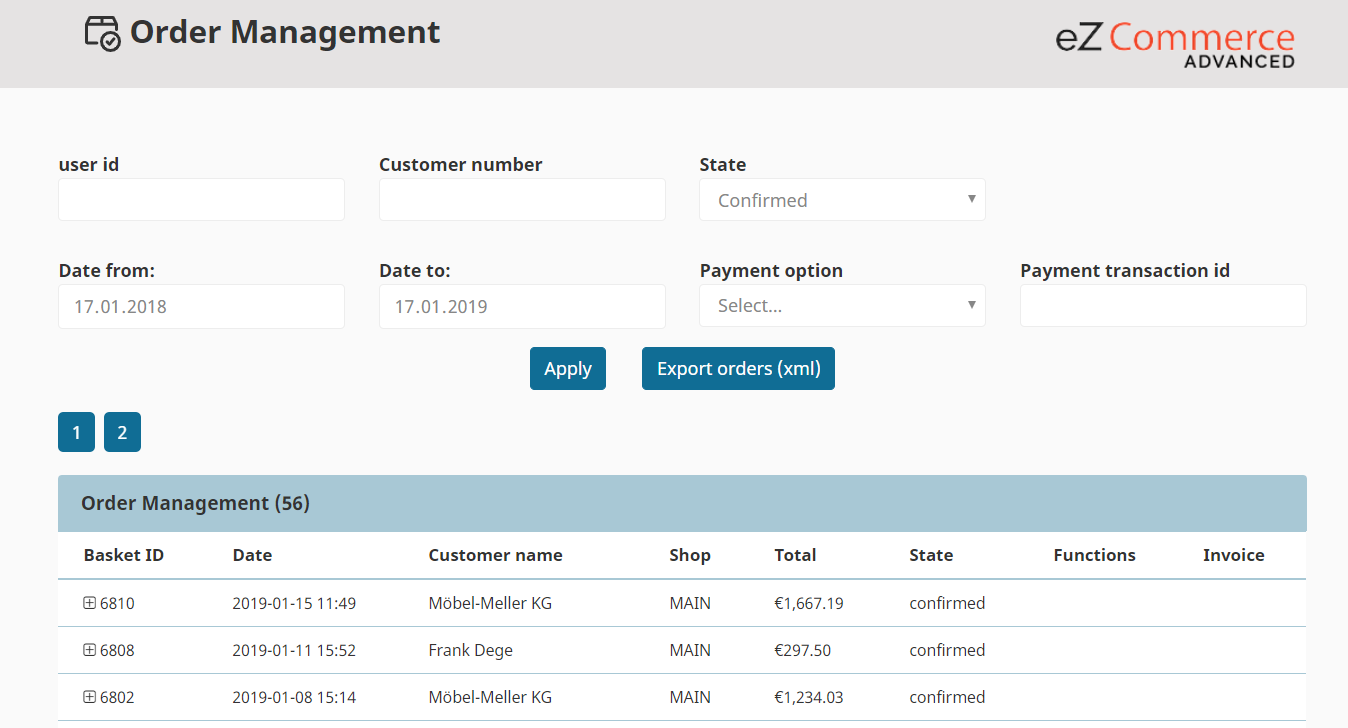 Order Management
eZ Commerce
ADVANCED
user id
Customer number
State
Confirmed
Date from:
Date to:
Payment option
Payment transaction id
17.01.2018
17.01.2019
Select...
Apply
Export orders (xml)
1
2
Order Management (56)
Basket ID Date Customer name Shop Total State Functions Invoice
6810 2019-01-15 11:49 Möbel-Meller KG MAIN €1,667.19 confirmed
6808 2019-01-11 15:52 Frank Dege MAIN €297.50 confirmed
6802 2019-01-08 15:14 Möbel-Meller KG MAIN €1,234.03 confirmed